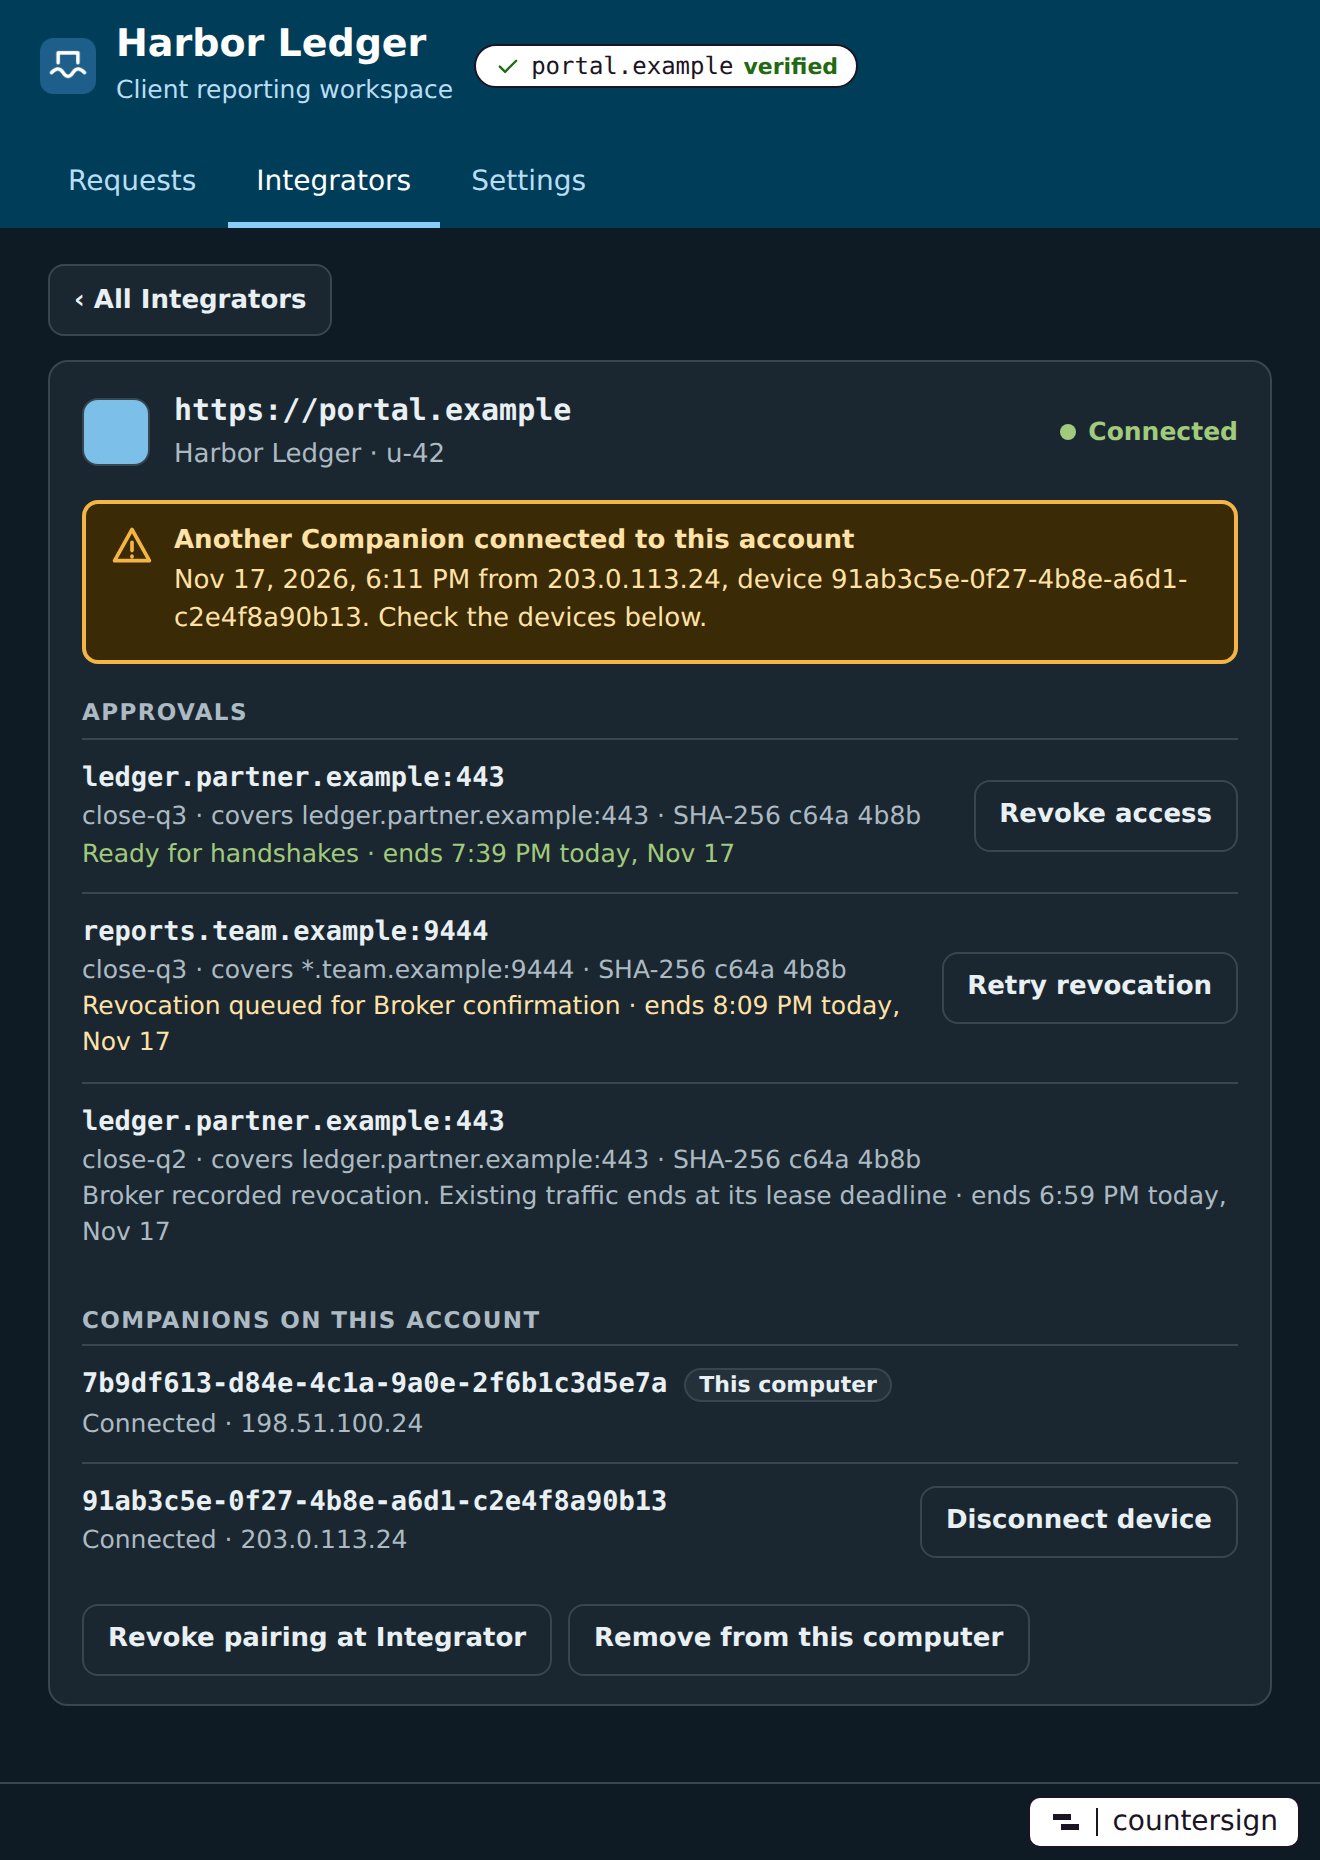 Harbor Ledger
Client reporting workspace
portal.example verified
Requests Integrators Settings
‹ All Integrators
https://portal.example
Harbor Ledger · u-42
Connected
Another Companion connected to this account
Nov 17, 2026, 6:11 PM from 203.0.113.24, device 91ab3c5e-0f27-4b8e-a6d1-
c2e4f8a90b13. Check the devices below.
APPROVALS
ledger.partner.example:443
close-q3 · covers ledger.partner.example:443 · SHA-256 c64a 4b8b
Ready for handshakes · ends 7:39 PM today, Nov 17
Revoke access
reports.team.example:9444
close-q3 · covers *.team.example:9444 · SHA-256 c64a 4b8b
Revocation queued for Broker confirmation · ends 8:09 PM today,
Nov 17
Retry revocation
ledger.partner.example:443
close-q2 · covers ledger.partner.example:443 · SHA-256 c64a 4b8b
Broker recorded revocation. Existing traffic ends at its lease deadline · ends 6:59 PM today,
Nov 17
COMPANIONS ON THIS ACCOUNT
7b9df613-d84e-4c1a-9a0e-2f6b1c3d5e7a This computer
Connected · 198.51.100.24
91ab3c5e-0f27-4b8e-a6d1-c2e4f8a90b13
Connected · 203.0.113.24
Disconnect device
Revoke pairing at Integrator Remove from this computer
countersign